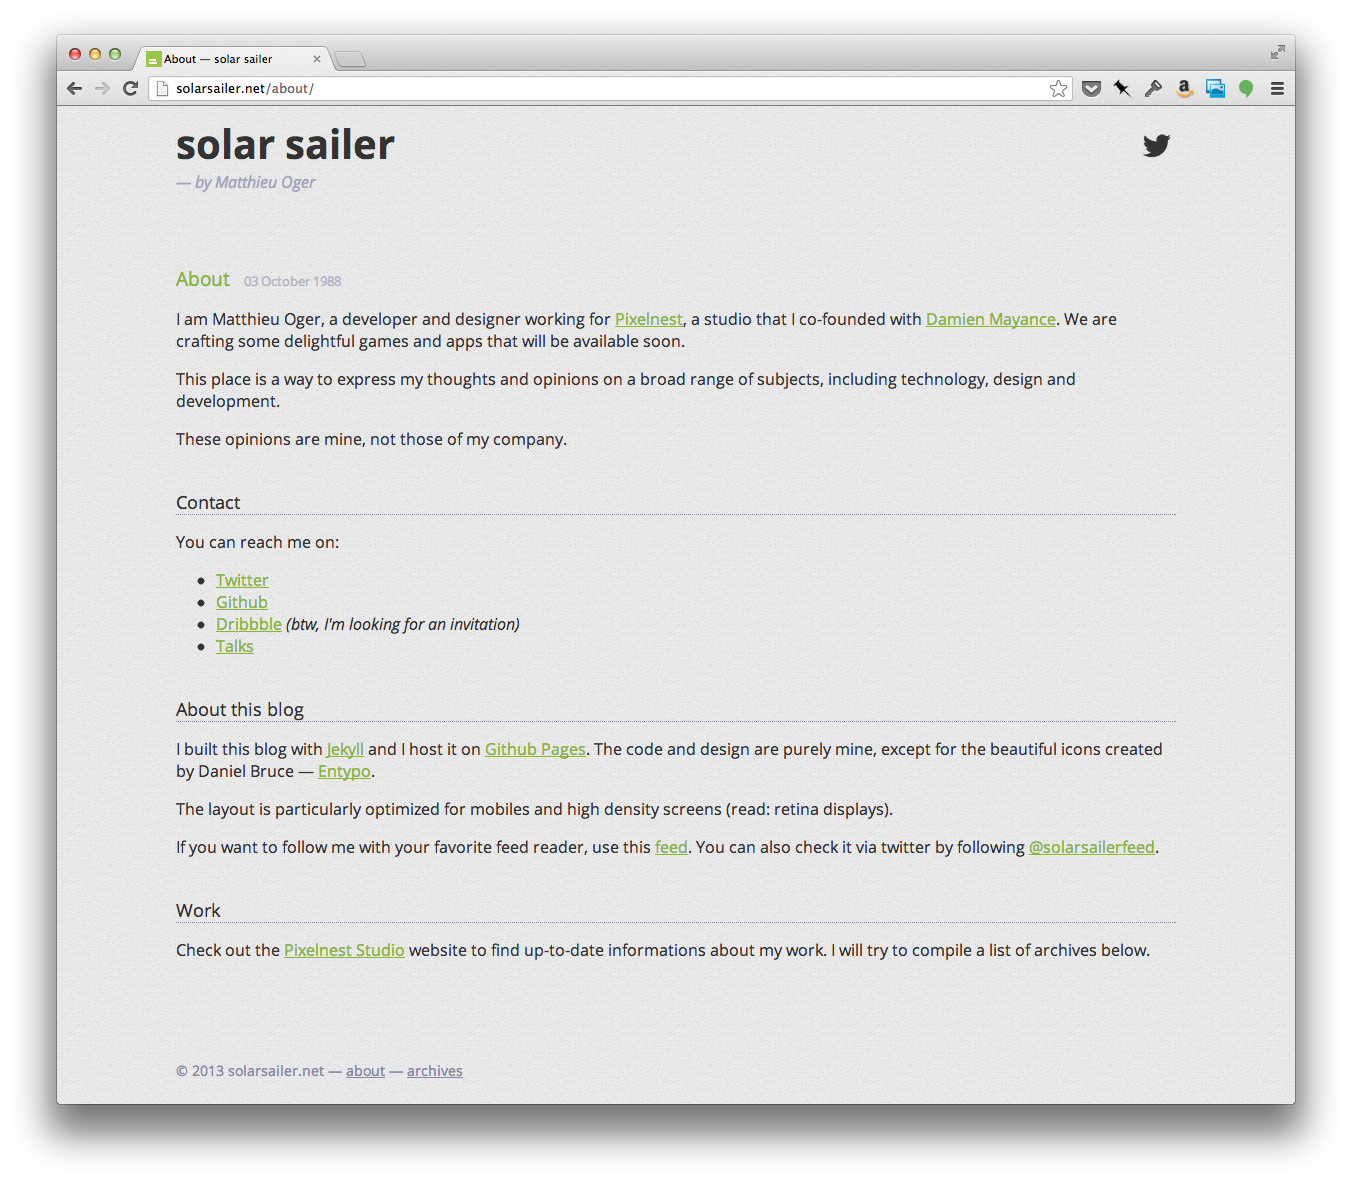 About — solar sailer
solarsailer.net/about/
solar sailer
— by Matthieu Oger
About 03 October 1988
I am Matthieu Oger, a developer and designer working for Pixelnest, a studio that I co-founded with Damien Mayance. We are
crafting some delightful games and apps that will be available soon.
This place is a way to express my thoughts and opinions on a broad range of subjects, including technology, design and
development.
These opinions are mine, not those of my company.
Contact
You can reach me on:
• Twitter
• Github
• Dribbble (btw, I'm looking for an invitation)
• Talks
About this blog
I built this blog with Jekyll and I host it on Github Pages. The code and design are purely mine, except for the beautiful icons created
by Daniel Bruce — Entypo.
The layout is particularly optimized for mobiles and high density screens (read: retina displays).
If you want to follow me with your favorite feed reader, use this feed. You can also check it via twitter by following @solarsailerfeed.
Work
Check out the Pixelnest Studio website to find up-to-date informations about my work. I will try to compile a list of archives below.
© 2013 solarsailer.net — about — archives